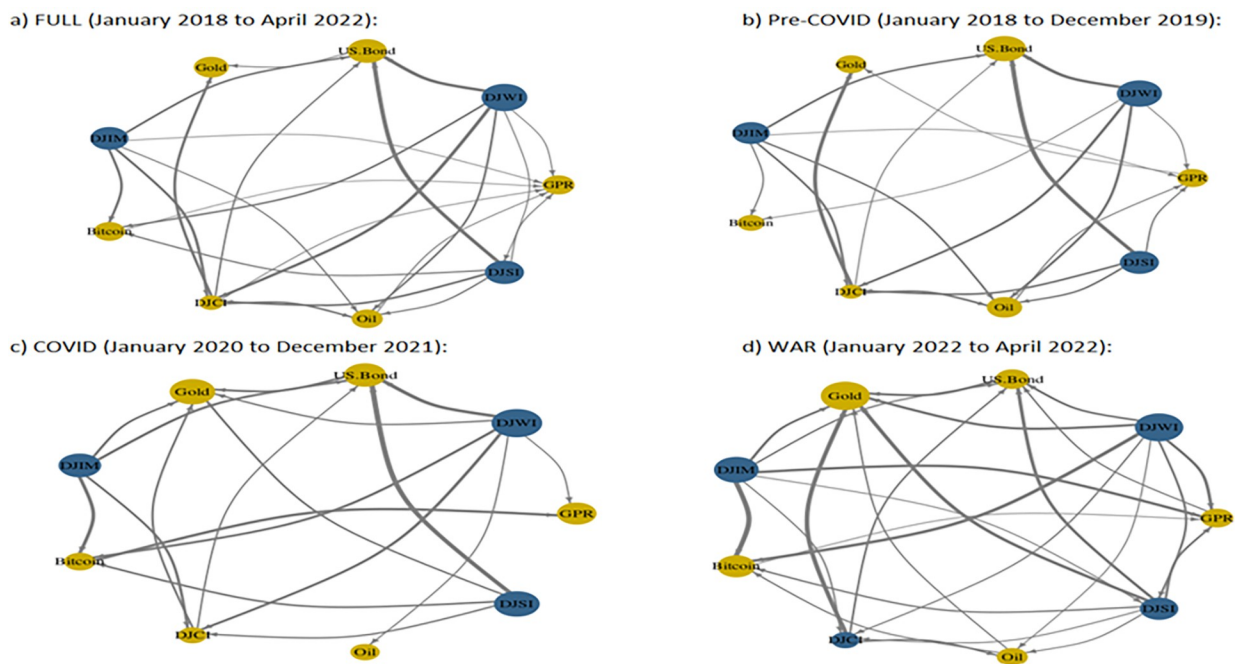 a) FULL (January 2018 to April 2022):
b) Pre-COVID (January 2018 to December 2019):
US.Bond
Gold
DJWI
DJIM
GPR
Bitcoin
DJSI
DJCI
Oil
US.Bond
Gold
DJWI
DJIM
GPR
Bitcoin
DJSI
DJCI
Oil
c) COVID (January 2020 to December 2021):
d) WAR (January 2022 to April 2022):
US.Bond
Gold
DJWI
DJIM
GPR
Bitcoin
DJSI
DJCI
Oil
US.Bond
Gold
DJWI
DJIM
GPR
Bitcoin
DJSI
DJCI
Oil